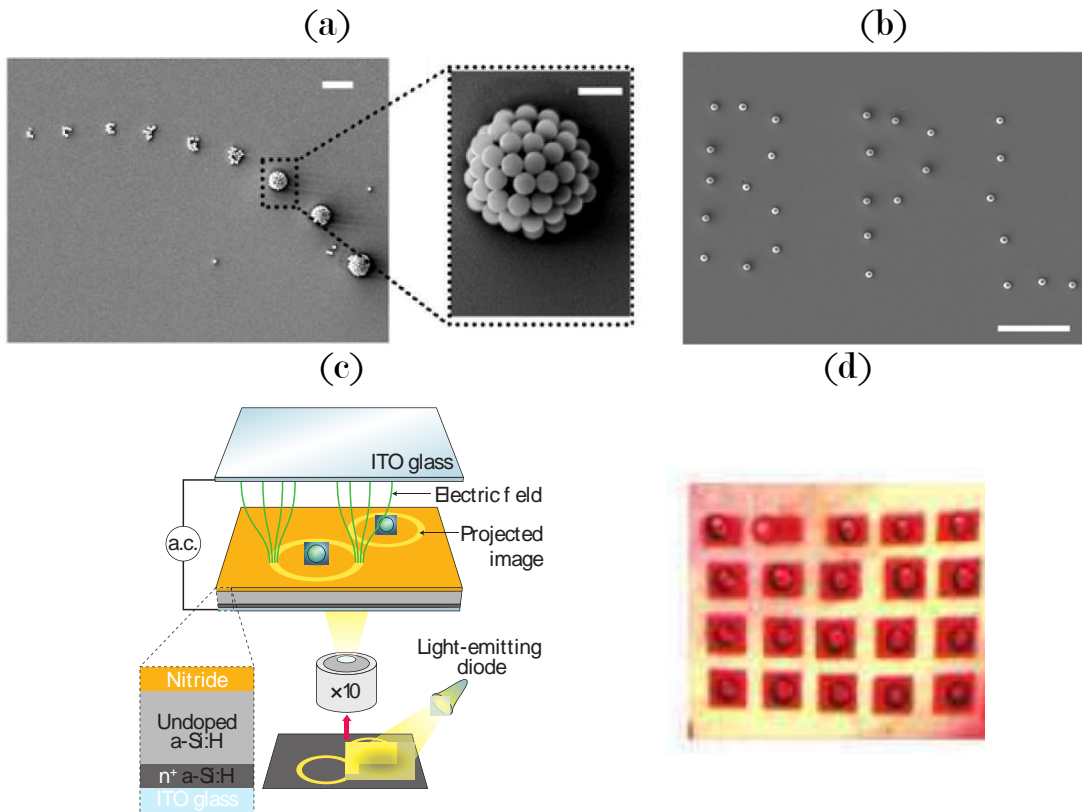 (a)
(b)
(c)
ITO glass
Electric f eld
a.c.
Projected
image
Light-emitting
diode
×10
Nitride
Undoped
a-Si:H
n⁺ a-Si:H
ITO glass
(d)